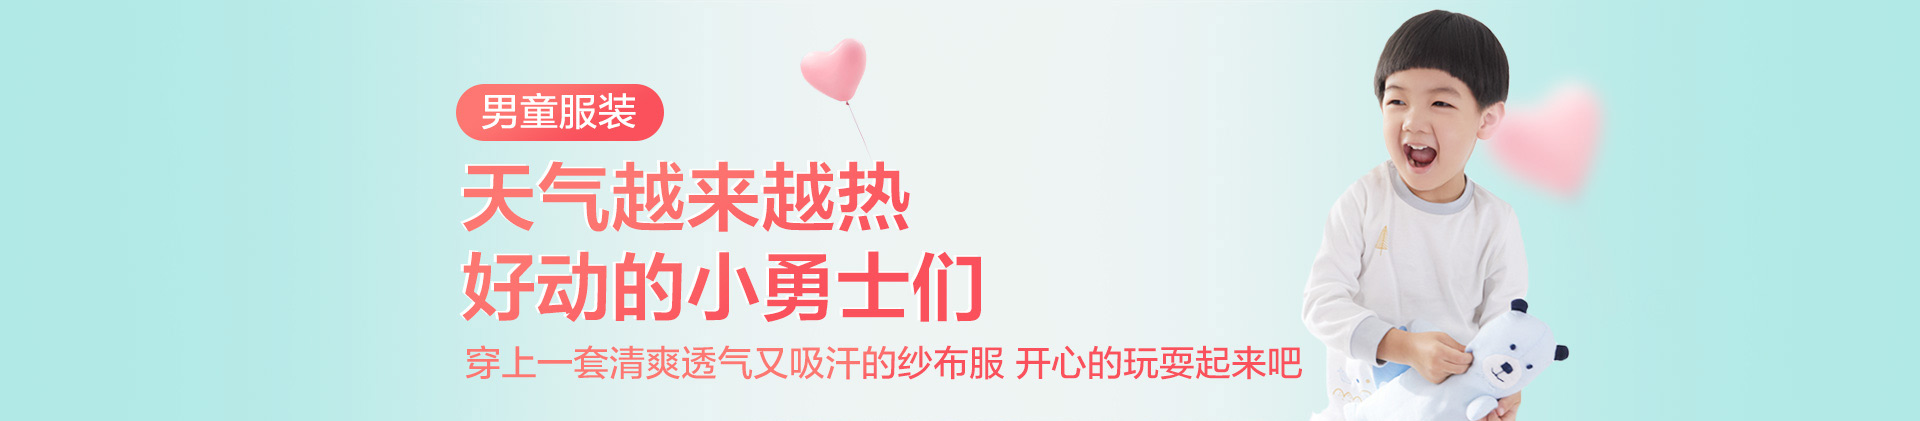 男童服装
天气越来越热
好动的小勇士们
穿上一套清爽透气又吸汗的纱布服 开心的玩耍起来吧